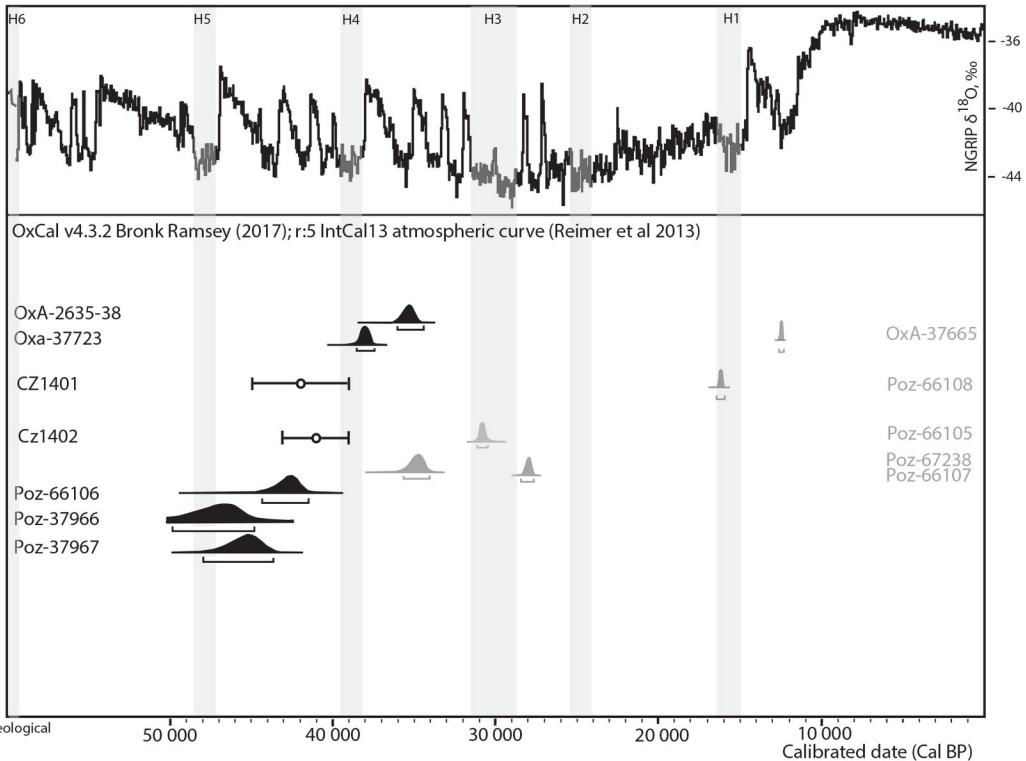 H6 H5 H4 H3 H2 H1
-36
-40
-44
NGRIP δ 18O, ‰
OxCal v4.3.2 Bronk Ramsey (2017); r:5 IntCal13 atmospheric curve (Reimer et al 2013)
OxA-2635-38
Oxa-37723
OxA-37665
CZ1401
Poz-66108
Cz1402
Poz-66105
Poz-67238
Poz-66107
Poz-66106
Poz-37966
Poz-37967
eological
50 000 40 000 30 000 20 000 10 000
Calibrated date (Cal BP)